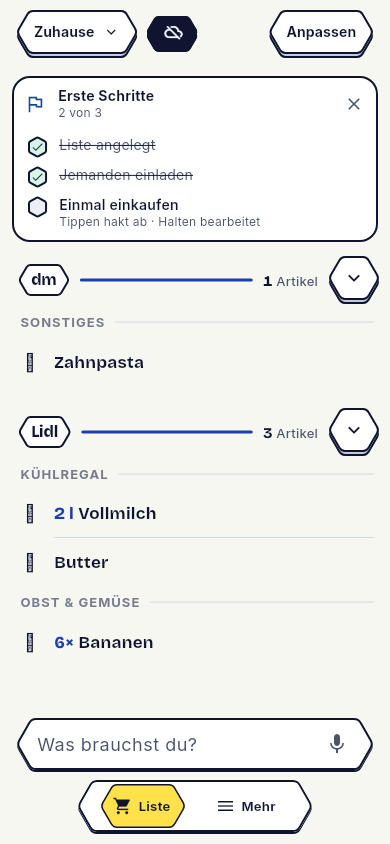 Zuhause
Anpassen
Erste Schritte
2 von 3
Liste angelegt
Jemanden einladen
Einmal einkaufen
Tippen hakt ab · Halten bearbeitet
dm
1 Artikel
SONSTIGES
Zahnpasta
Lidl
3 Artikel
KÜHLREGAL
2 l Vollmilch
Butter
OBST & GEMÜSE
6× Bananen
Was brauchst du?
Liste
Mehr